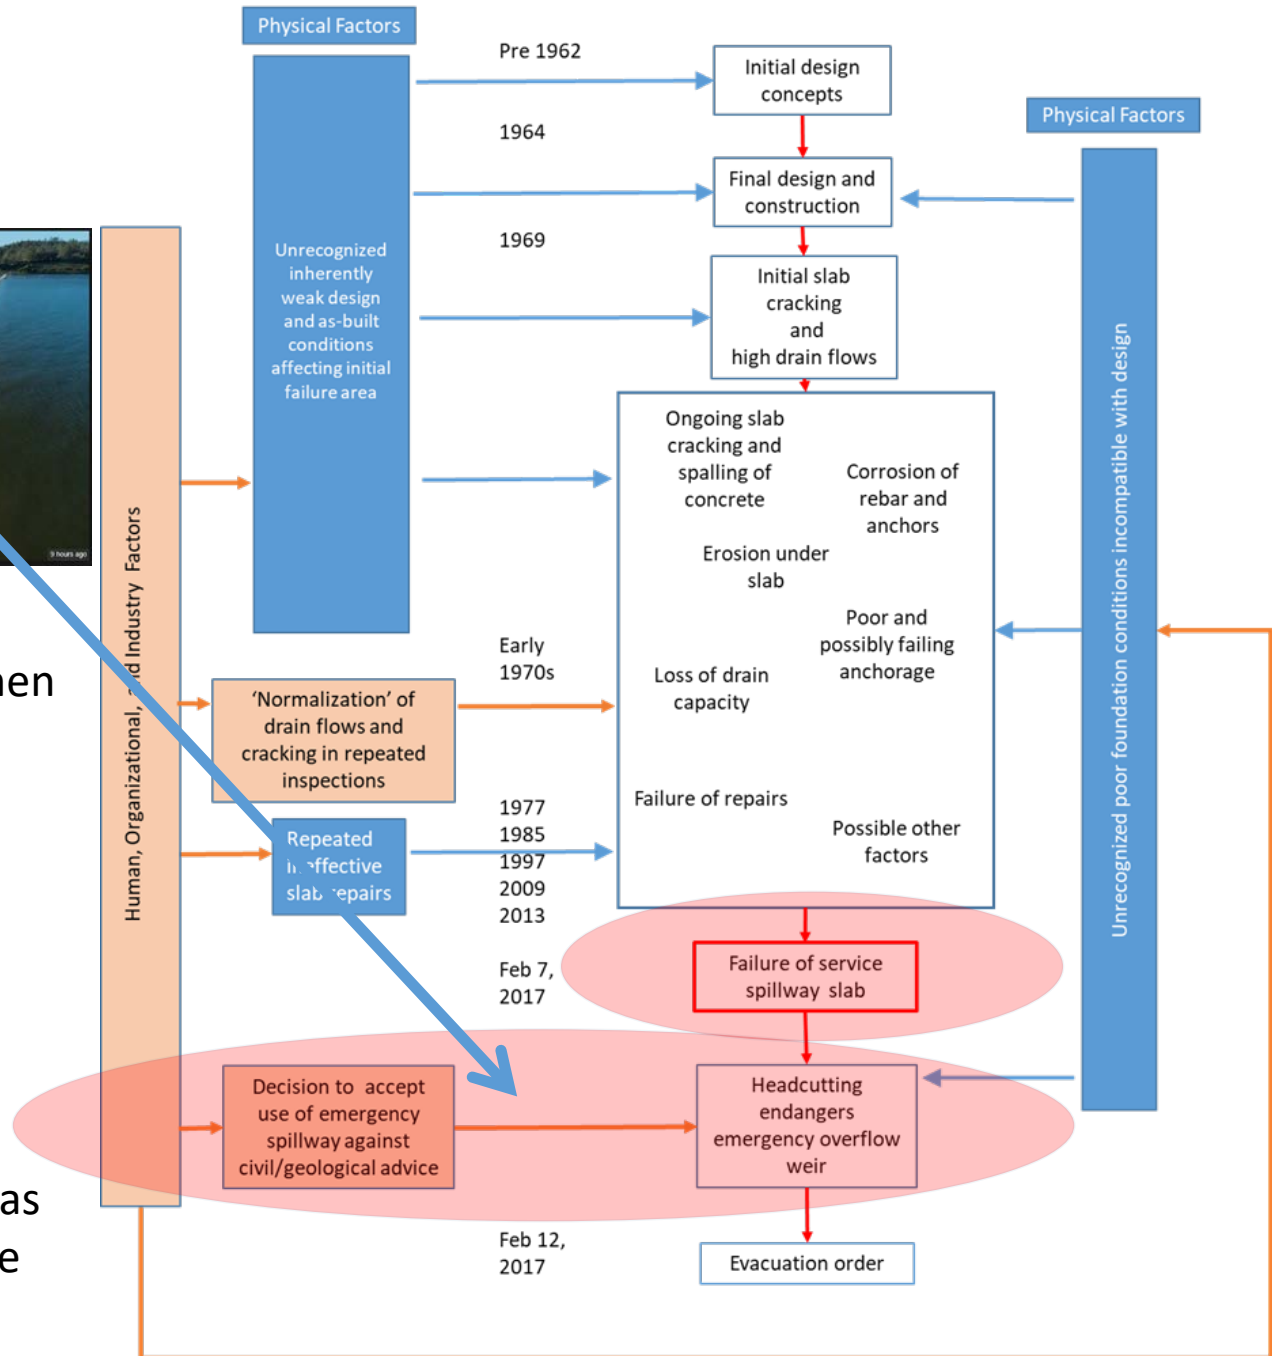 Physical Factors
Pre 1962
Initial design
concepts
Physical Factors
1964
Final design and
construction
1969
Unrecognized
inherently
weak design
and as-built
conditions
affecting initial
failure area
Initial slab
cracking
and
high drain flows
Ongoing slab
cracking and
spalling of
concrete
Corrosion of
rebar and
anchors
Erosion under
slab
Poor and
possibly failing
anchorage
Loss of drain
capacity
Failure of repairs
Possible other
factors
Unrecognized poor foundation conditions incompatible with design
9 hours ago
Human, Organizational, and Industry Factors
Early
1970s
'Normalization' of
drain flows and
cracking in repeated
inspections
1977
1985
1997
2009
2013
Repeated
ineffective
slab repairs
Feb 7,
2017
Failure of service
spillway slab
Decision to accept
use of emergency
spillway against
civil/geological advice
Headcutting
endangers
emergency overflow
weir
as
e
Feb 12,
2017
Evacuation order